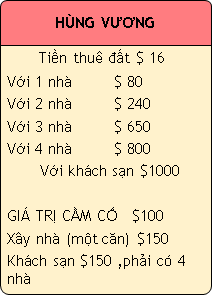 HÙNG VƯƠNG
Tiền thuê đất $ 16
Với 1 nhà $ 80
Với 2 nhà $ 240
Với 3 nhà $ 650
Với 4 nhà $ 800
Với khách sạn $1000
GIÁ TRỊ CẦM CỐ $100
Xây nhà (một căn) $150
Khách sạn $150 ,phải có 4
nhà